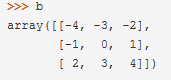 >>> b
array([[-4, -3, -2],
       [-1,  0,  1],
       [ 2,  3,  4]])